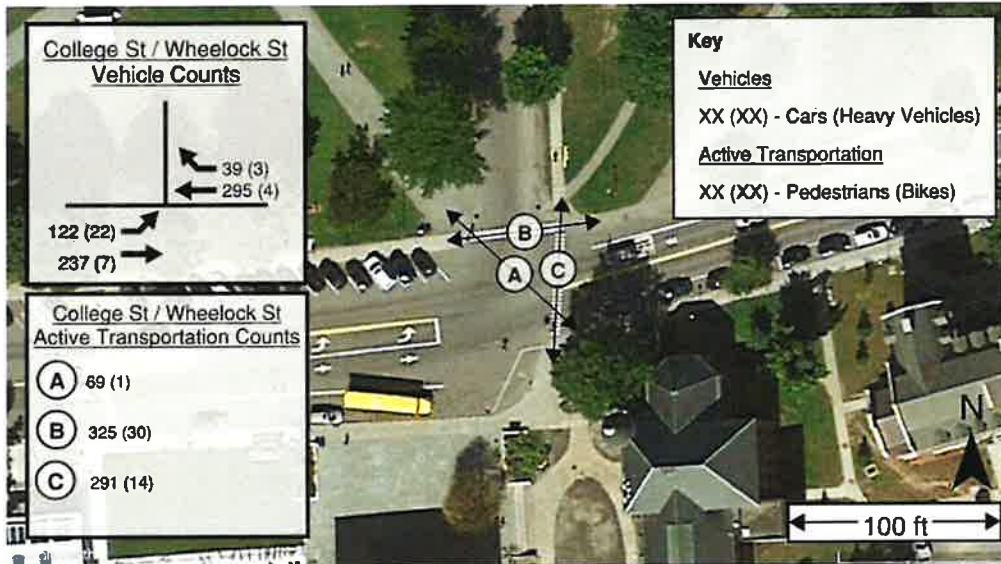 College St / Wheelock St
Vehicle Counts
39 (3)
295 (4)
122 (22)
237 (7)
College St / Wheelock St
Active Transportation Counts
A 69 (1)
B 325 (30)
C 291 (14)
B
A
C
Key
Vehicles
XX (XX) - Cars (Heavy Vehicles)
Active Transportation
XX (XX) - Pedestrians (Bikes)
N
100 ft